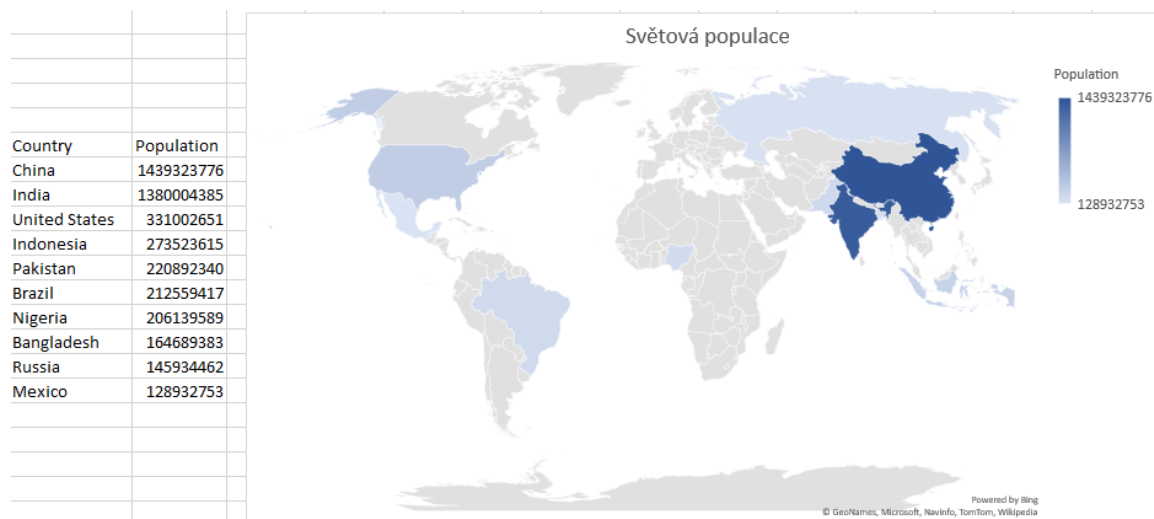 Světová populace
Country Population
China 1439323776
India 1380004385
United States 331002651
Indonesia 273523615
Pakistan 220892340
Brazil 212559417
Nigeria 206139589
Bangladesh 164689383
Russia 145934462
Mexico 128932753
Population
1439323776
128932753
Powered by Bing
© GeoNames, Microsoft, Navinfo, TomTom, Wikipedia